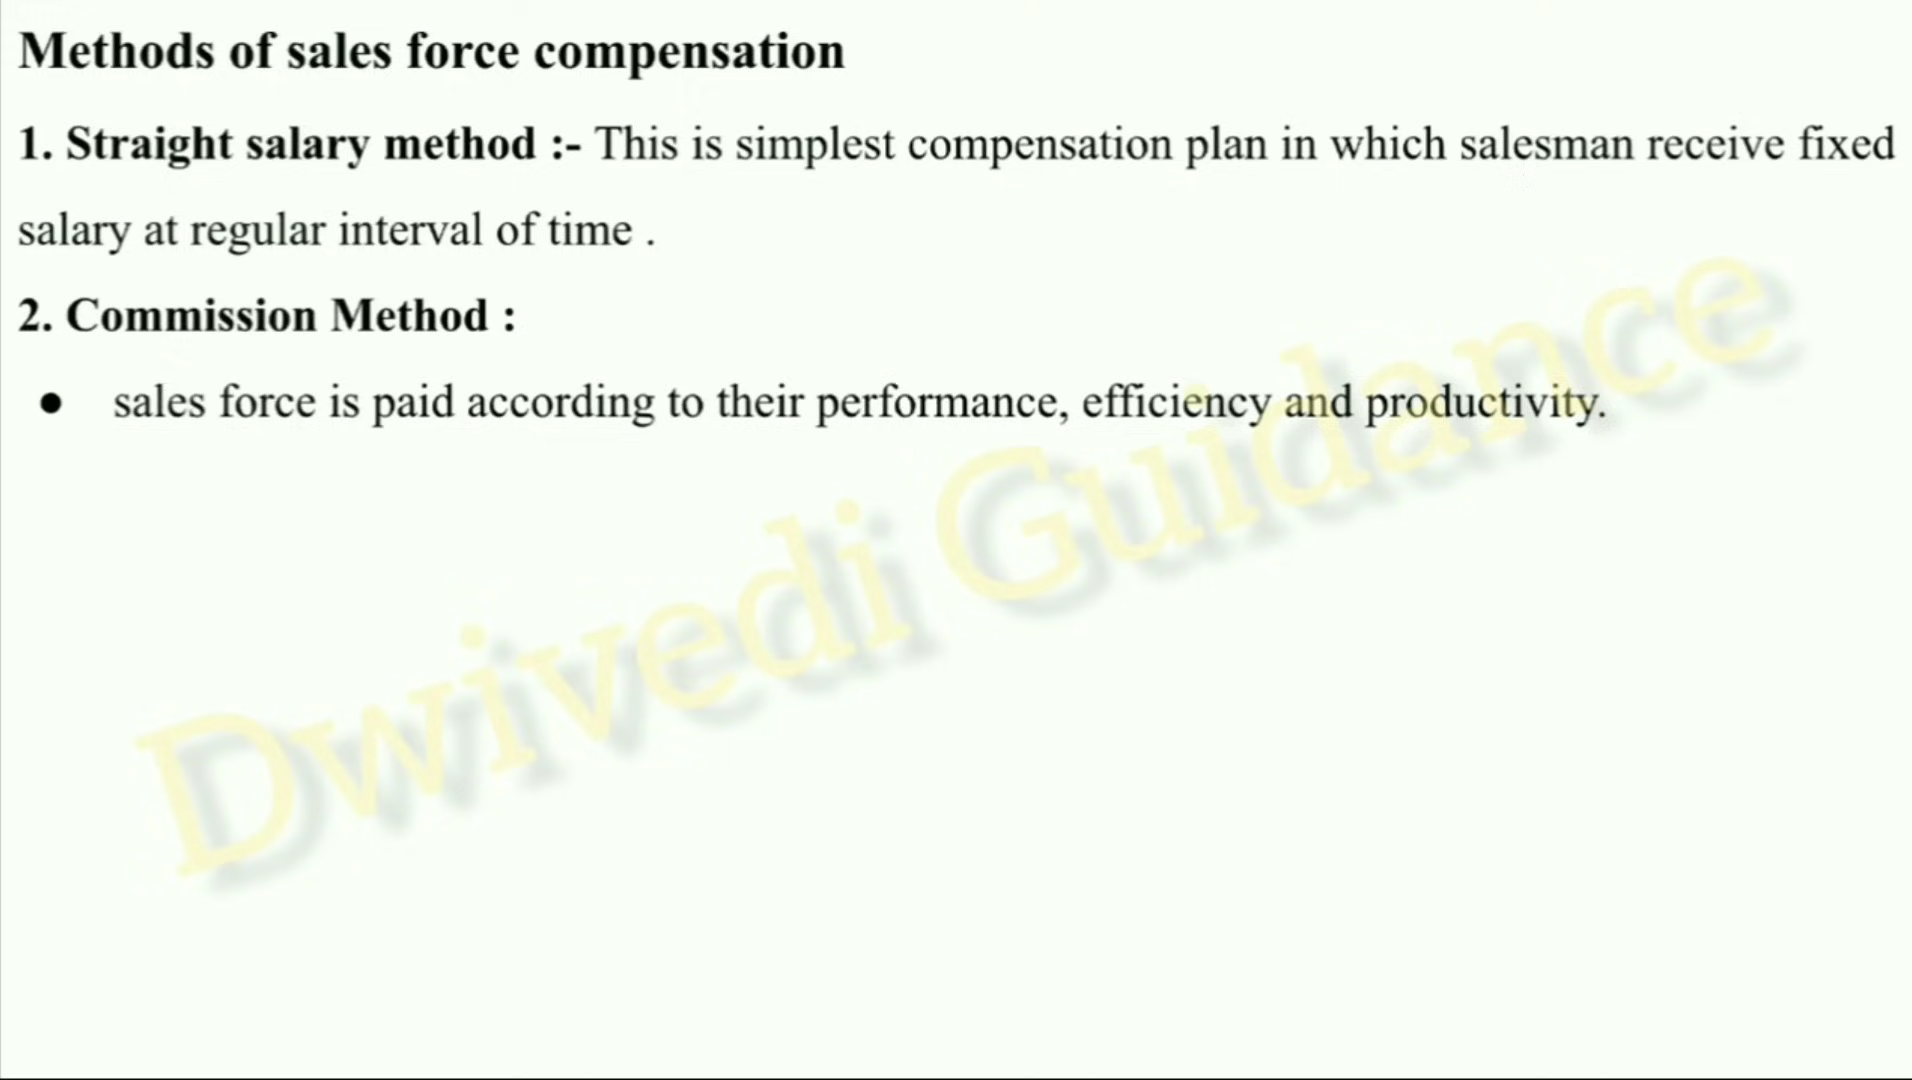 Methods of sales force compensation
1. Straight salary method :- This is simplest compensation plan in which salesman receive fixed
salary at regular interval of time .
2. Commission Method :
● sales force is paid according to their performance, efficiency and productivity.
Dwivedi Guidance